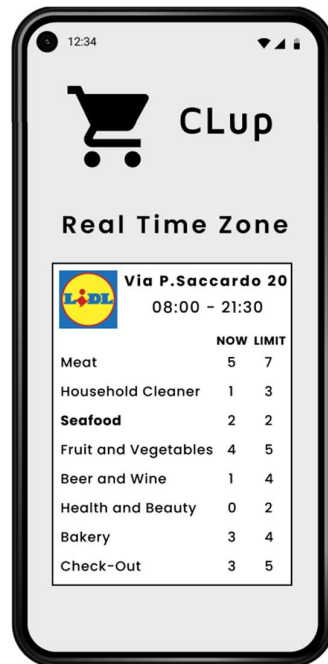 12:34
CLup
Real Time Zone
LIDL
Via P.Saccardo 20
08:00 - 21:30
NOW LIMIT
Meat 5 7
Household Cleaner 1 3
Seafood 2 2
Fruit and Vegetables 4 5
Beer and Wine 1 4
Health and Beauty 0 2
Bakery 3 4
Check-Out 3 5